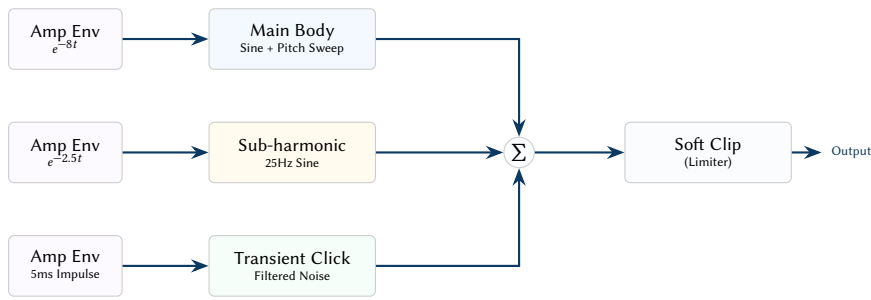 Amp Env
e^−8t
Main Body
Sine + Pitch Sweep
Amp Env
e^−2.5t
Sub-harmonic
25Hz Sine
Σ
Soft Clip
(Limiter)
Output
Amp Env
5ms Impulse
Transient Click
Filtered Noise